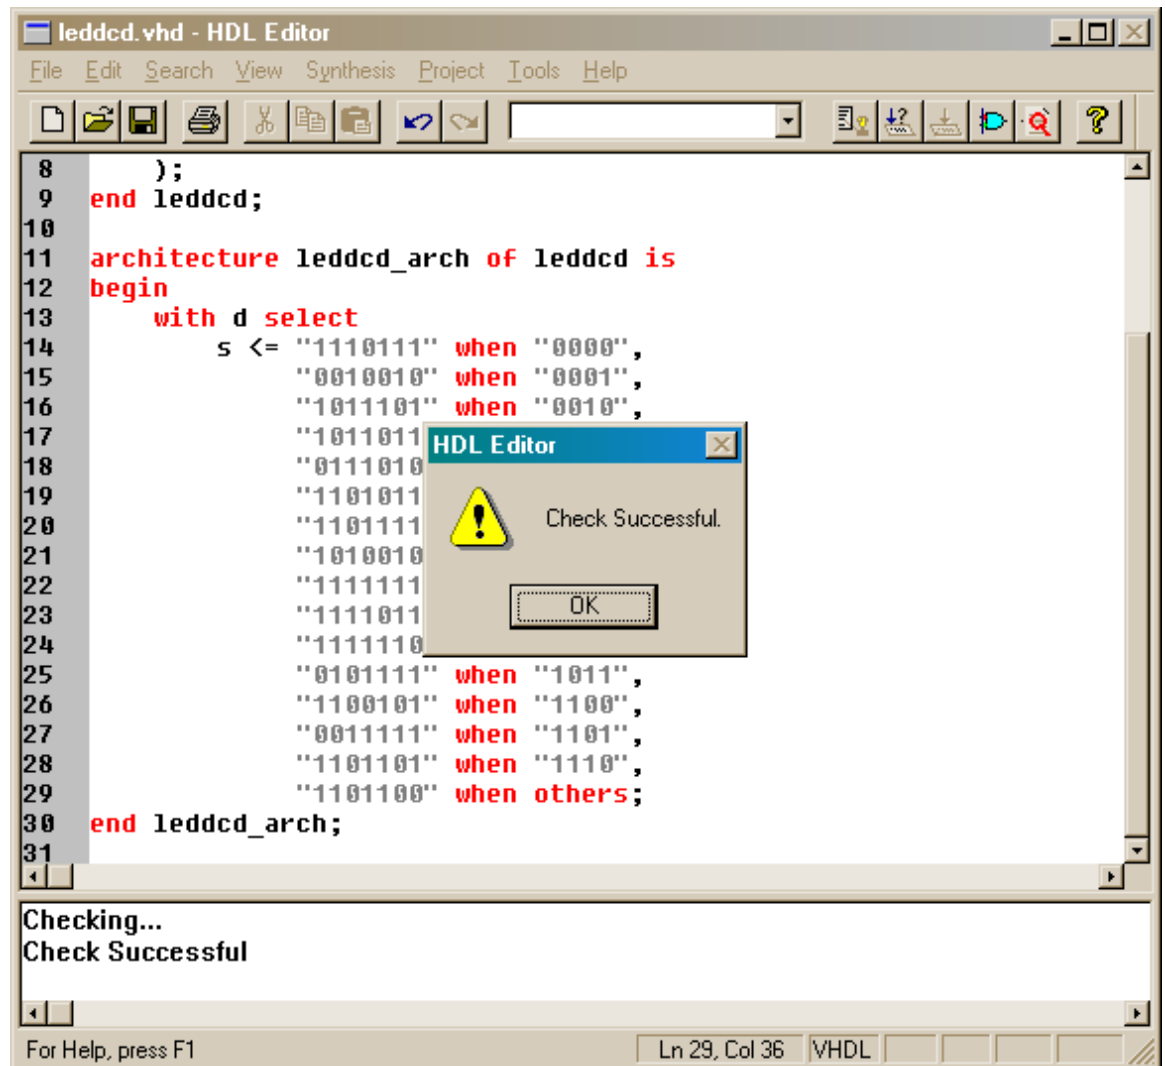 leddcd.vhd - HDL Editor
File Edit Search View Synthesis Project Tools Help
8 );
9 end leddcd;
10
11 architecture leddcd_arch of leddcd is
12 begin
13 with d select
14 s <= "1110111" when "0000",
15 "0010010" when "0001",
16 "1011101" when "0010",
17 "1011011
18 "0111010
19 "1101011
20 "1101111
21 "1010010
22 "1111111
23 "1111011
24 "1111110
25 "0101111" when "1011",
26 "1100101" when "1100",
27 "0011111" when "1101",
28 "1101101" when "1110",
29 "1101100" when others;
30 end leddcd_arch;
31
HDL Editor
Check Successful.
OK
Checking...
Check Successful
For Help, press F1 Ln 29, Col 36 VHDL